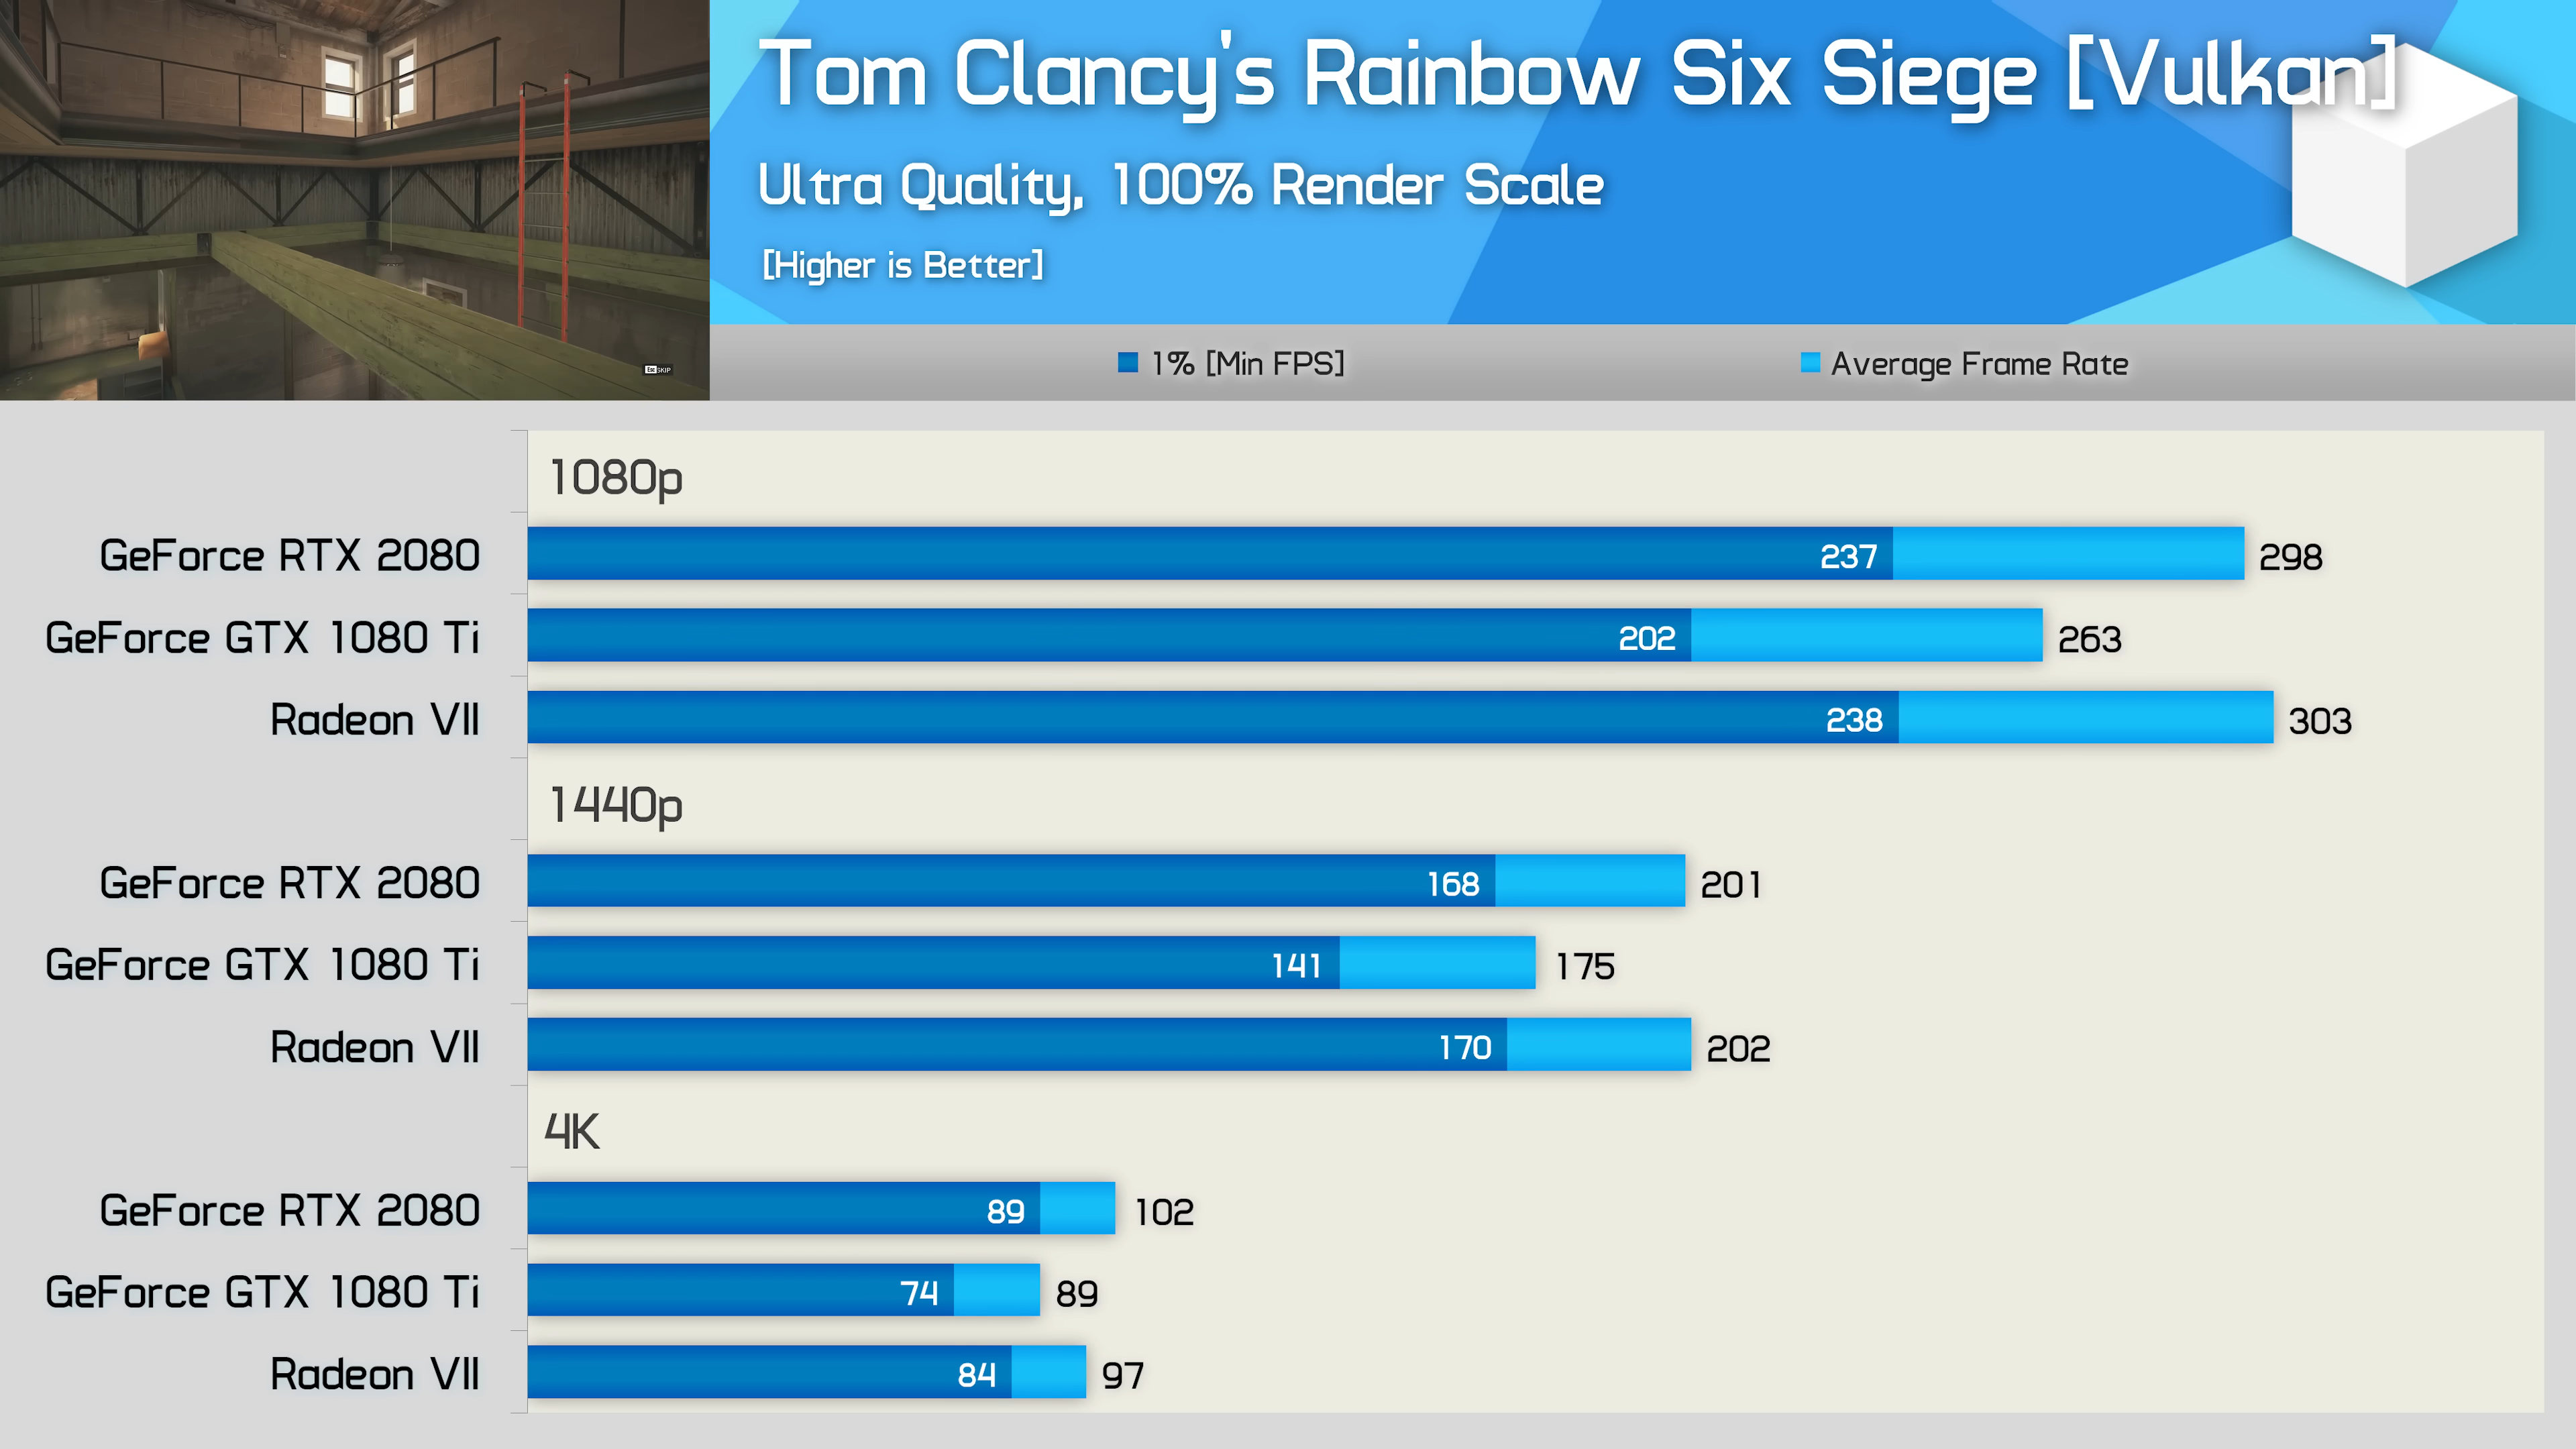 Tom Clancy's Rainbow Six Siege [Vulkan]
Ultra Quality, 100% Render Scale
[Higher is Better]
Esc SKIP
1% [Min FPS]
Average Frame Rate
1080p
GeForce RTX 2080 237 298
GeForce GTX 1080 Ti 202 263
Radeon VII 238 303
1440p
GeForce RTX 2080 168 201
GeForce GTX 1080 Ti 141 175
Radeon VII 170 202
4K
GeForce RTX 2080 89 102
GeForce GTX 1080 Ti 74 89
Radeon VII 84 97